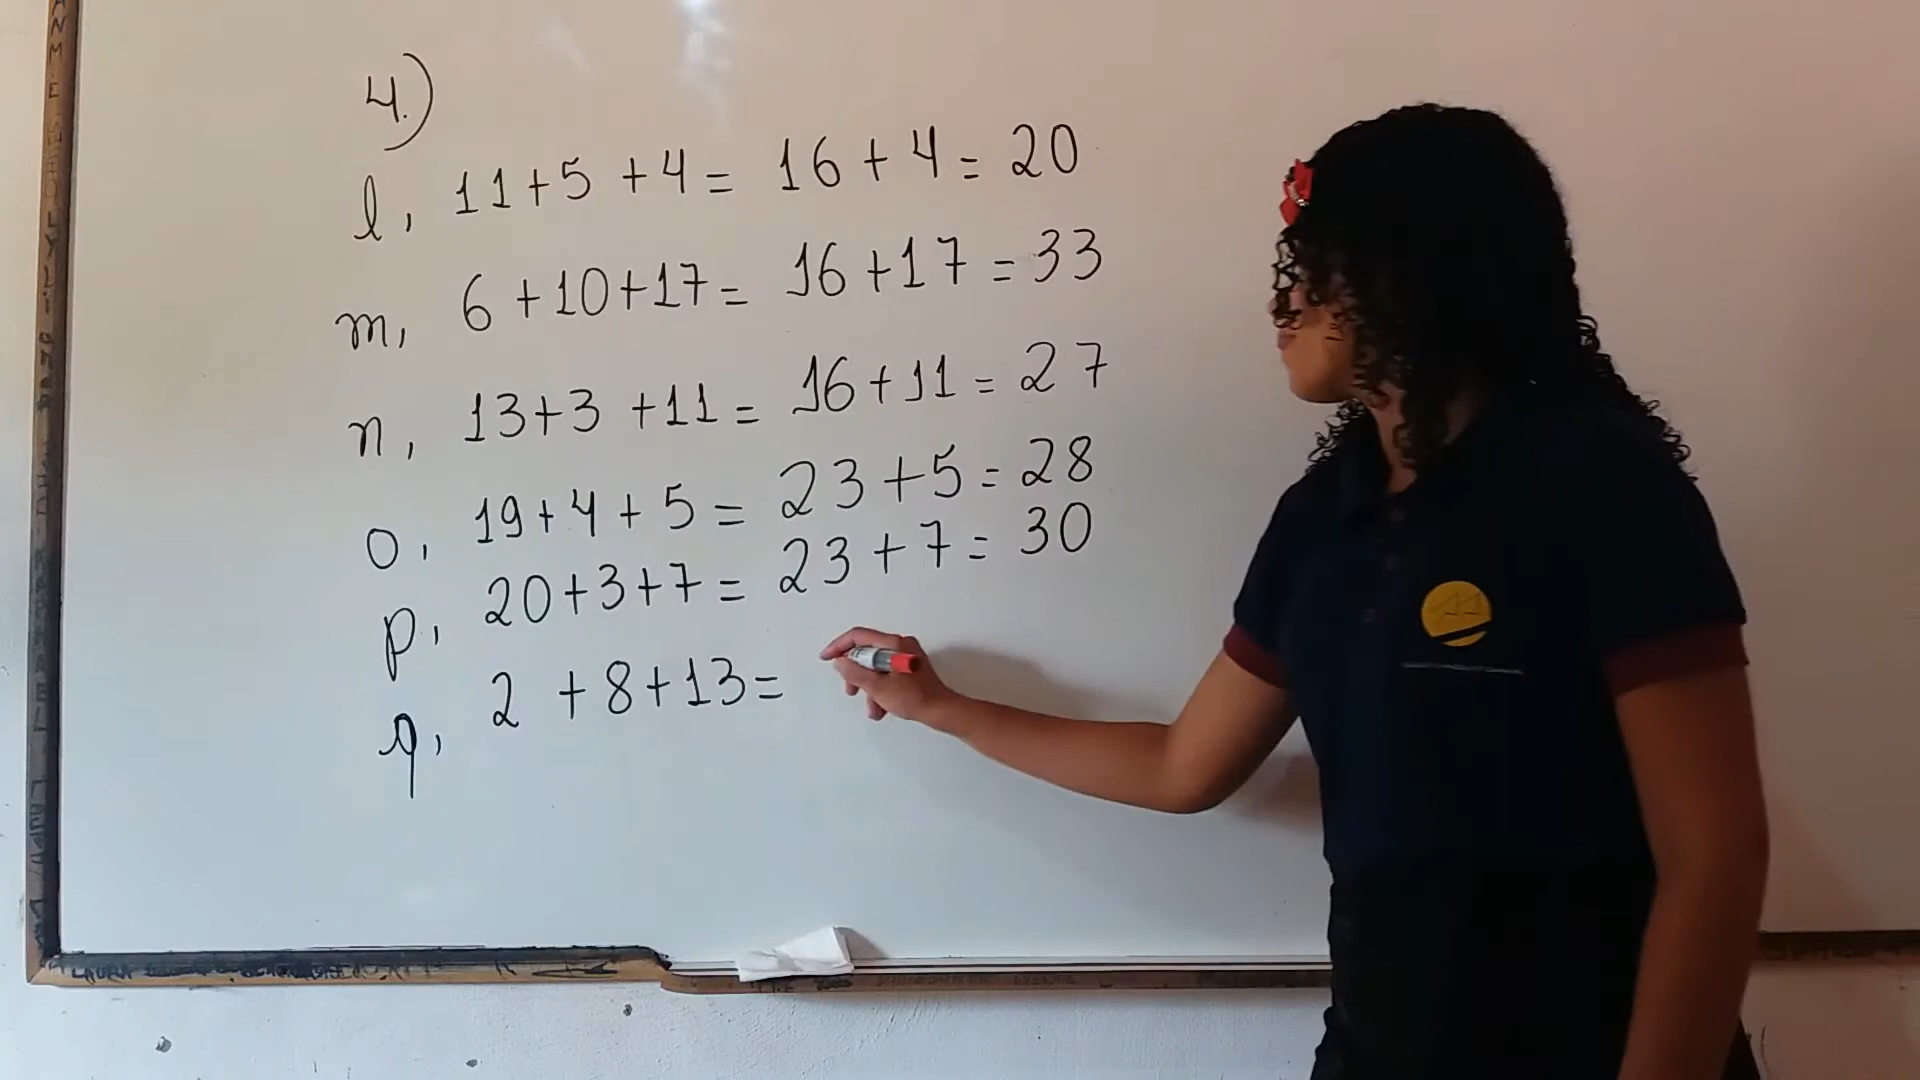 4.)
l, 11+5+4= 16+4=20
m, 6+10+17= 16+17=33
n, 13+3+11= 16+11=27
o, 19+4+5= 23+5=28
p, 20+3+7= 23+7=30
q, 2+8+13=
LAURA